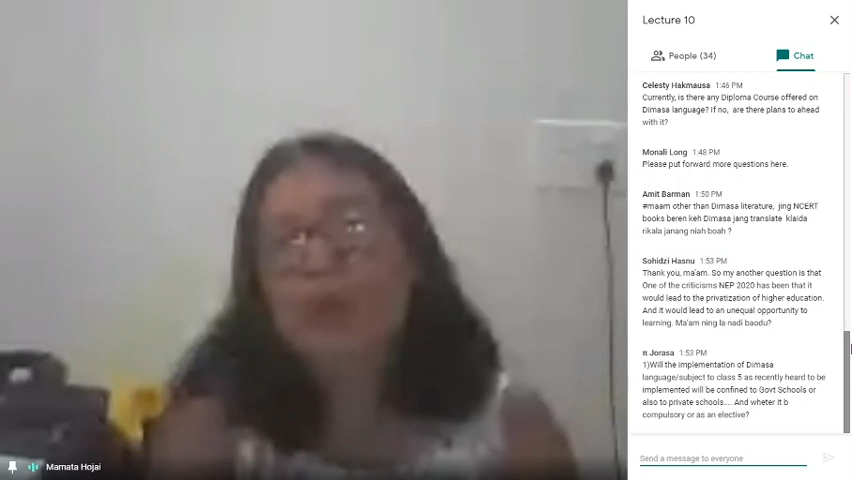 Lecture 10
People (34)
Chat
Celesty Hakmausa 1:46 PM
Currently, is there any Diploma Course offered on
Dimasa language? If no, are there plans to ahead
with it?
Monali Long 1:48 PM
Please put forward more questions here.
Amit Barman 1:50 PM
#maam other than Dimasa literature, jing NCERT
books beren keh Dimasa jang translate klaida
rikala janang niah boah ?
Sohidzi Hasnu 1:53 PM
Thank you, ma'am. So my another question is that
One of the criticisms NEP 2020 has been that it
would lead to the privatization of higher education.
And it would lead to an unequal opportunity to
learning. Ma'am ning la nadi baodu?
π Jorasa 1:53 PM
1)Will the implementation of Dimasa
language/subject to class 5 as recently heard to be
implemented will be confined to Govt Schools or
also to private schools.... And wheter it b
compulsory or as an elective?
Send a message to everyone
Mamata Hojai